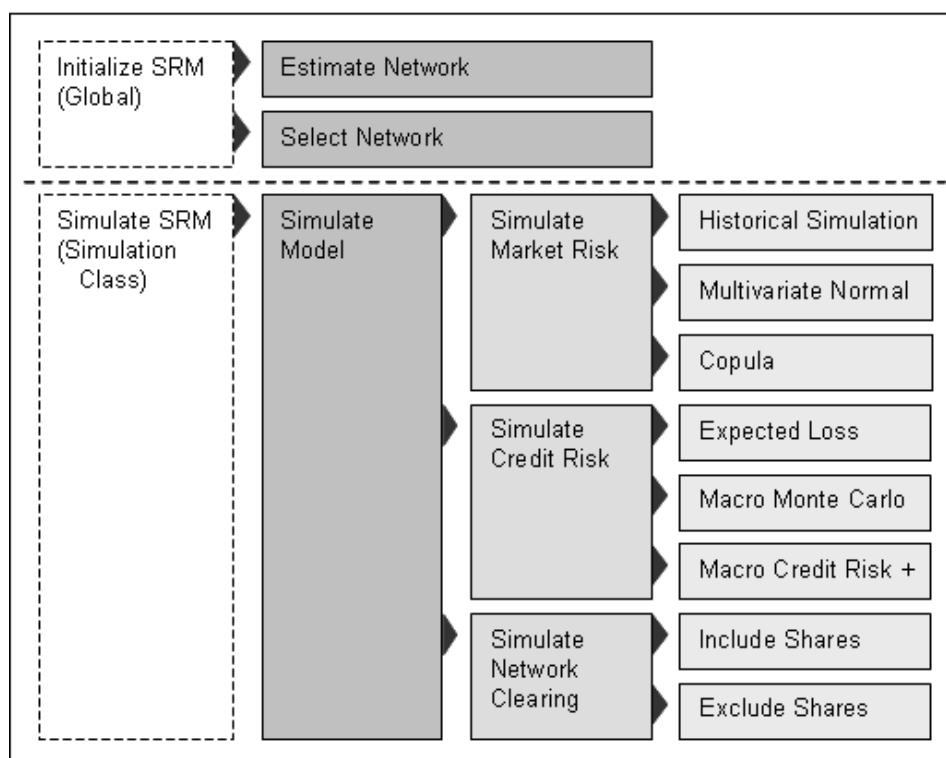 Initialize SRM
(Global)
Estimate Network
Select Network
Simulate SRM
(Simulation
Class)
Simulate
Model
Simulate
Market Risk
Historical Simulation
Multivariate Normal
Copula
Simulate
Credit Risk
Expected Loss
Macro Monte Carlo
Macro Credit Risk +
Simulate
Network
Clearing
Include Shares
Exclude Shares